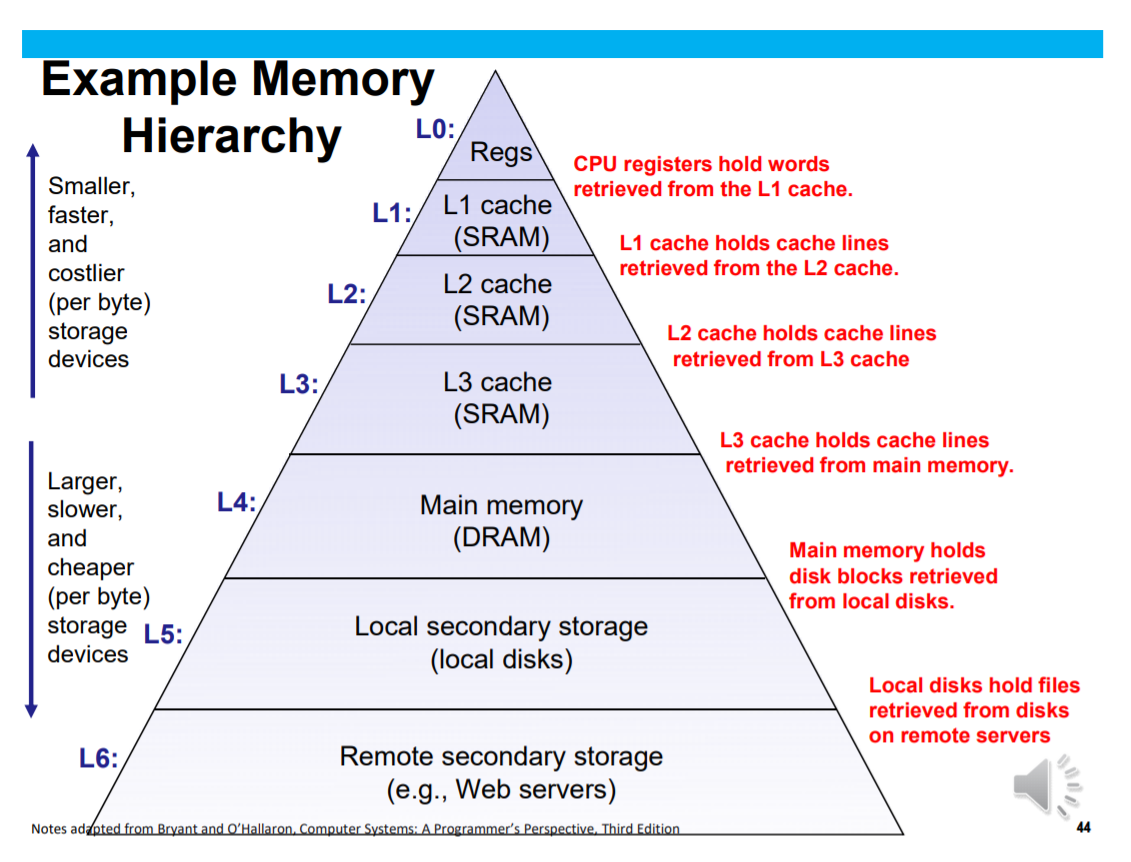 Example Memory
Hierarchy
Smaller,
faster,
and
costlier
(per byte)
storage
devices
Larger,
slower,
and
cheaper
(per byte)
storage
devices
L0:
Regs
CPU registers hold words
retrieved from the L1 cache.
L1:
L1 cache
(SRAM)
L1 cache holds cache lines
retrieved from the L2 cache.
L2:
L2 cache
(SRAM)
L2 cache holds cache lines
retrieved from L3 cache
L3:
L3 cache
(SRAM)
L3 cache holds cache lines
retrieved from main memory.
L4:
Main memory
(DRAM)
Main memory holds
disk blocks retrieved
from local disks.
L5:
Local secondary storage
(local disks)
Local disks hold files
retrieved from disks
on remote servers
L6:
Remote secondary storage
(e.g., Web servers)
Notes adapted from Bryant and O'Hallaron, Computer Systems: A Programmer's Perspective, Third Edition
44